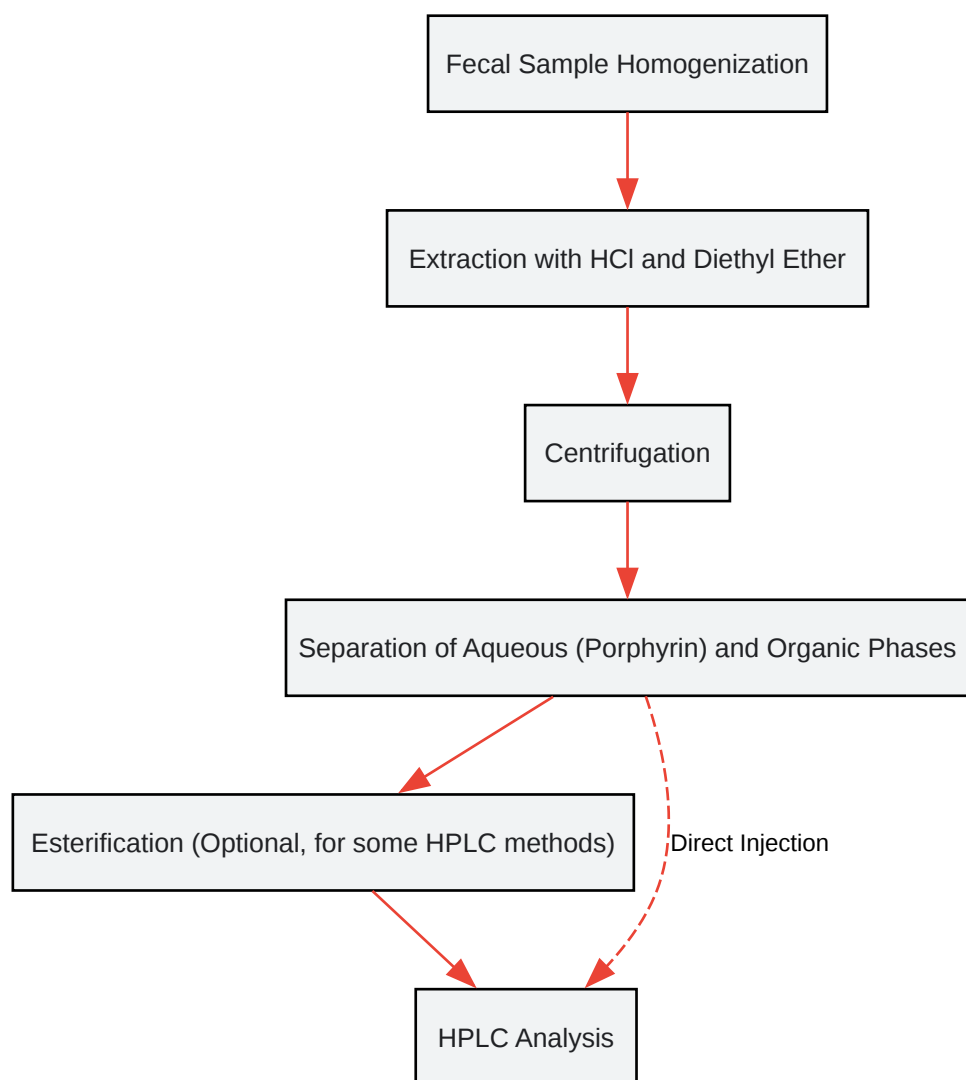 Fecal Sample Homogenization
Extraction with HCl and Diethyl Ether
Centrifugation
Separation of Aqueous (Porphyrin) and Organic Phases
Esterification (Optional, for some HPLC methods)
Direct Injection
HPLC Analysis